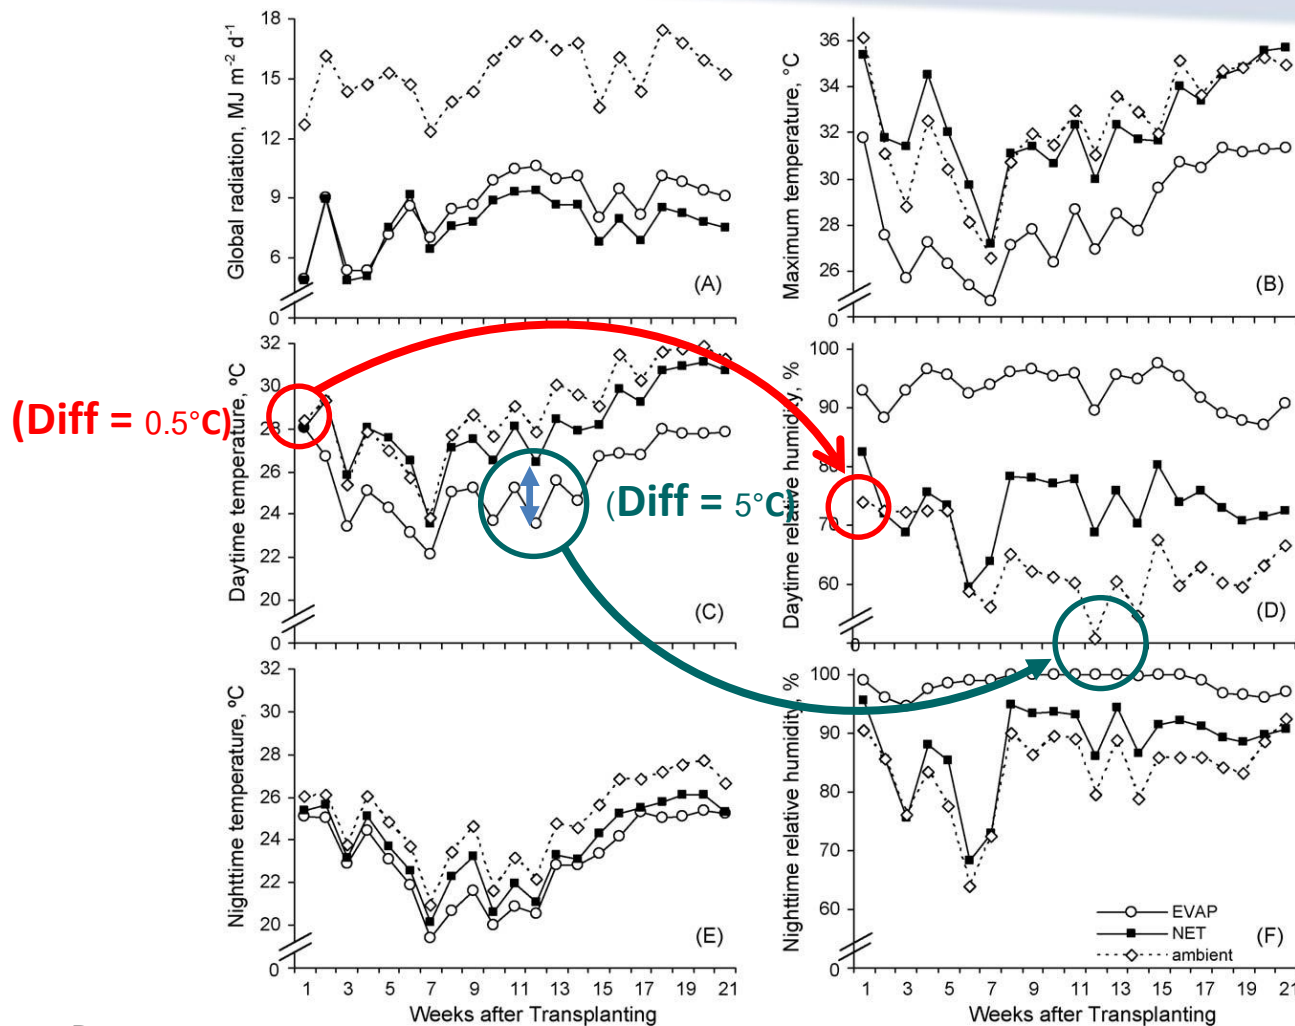 18
15
12
9
6
0
Global radiation, MJ m⁻² d⁻¹
(A)
36
34
32
30
28
26
0
Maximum temperature, °C
(B)
(Diff = 0.5°C)
32
30
28
26
24
22
20
0
Daytime temperature, ºC
(C)
(Diff = 5°C)
100
90
80
70
60
0
Daytime relative humidity, %
(D)
32
30
28
26
24
22
20
0
Nighttime temperature, ºC
(E)
1 3 5 7 9 11 13 15 17 19 21
Weeks after Transplanting
100
90
80
70
60
0
Nighttime relative humidity, %
EVAP
NET
ambient
(F)
1 3 5 7 9 11 13 15 17 19 21
Weeks after Transplanting